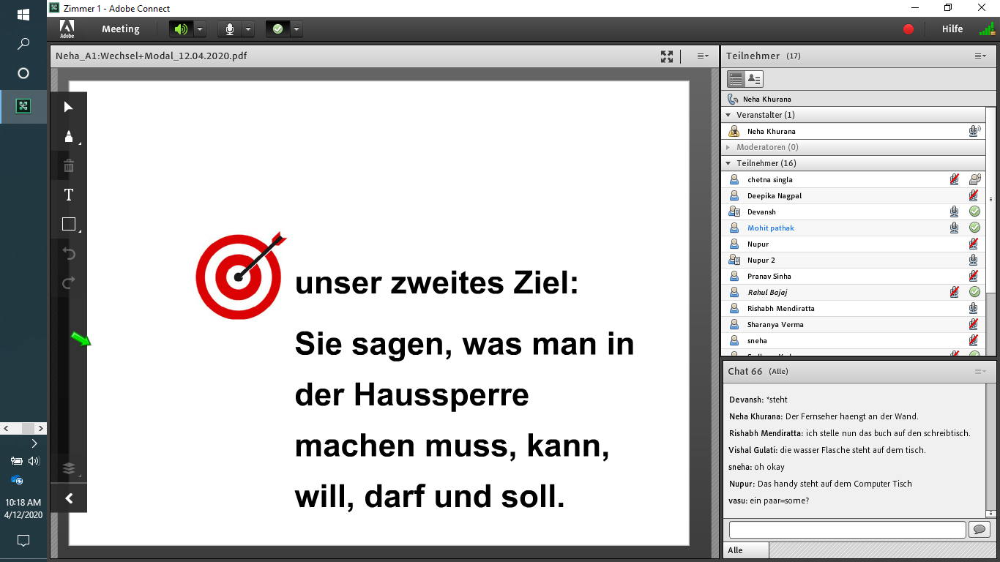 Zimmer 1 - Adobe Connect
Adobe
Meeting
Hilfe
Neha_A1:Wechsel+Modal_12.04.2020.pdf
T
unser zweites Ziel:
Sie sagen, was man in
der Haussperre
machen muss, kann,
will, darf und soll.
Teilnehmer (17)
Neha Khurana
Veranstalter (1)
Neha Khurana
Moderatoren (0)
Teilnehmer (16)
chetna singla
Deepika Nagpal
Devansh
Mohit pathak
Nupur
Nupur 2
Pranav Sinha
Rahul Bajaj
Rishabh Mendiratta
Sharanya Verma
sneha
Chat 66 (Alle)
Devansh: *steht
Neha Khurana: Der Fernseher haengt an der Wand.
Rishabh Mendiratta: ich stelle nun das buch auf den schreibtisch.
Vishal Gulati: die wasser Flasche steht auf dem tisch.
sneha: oh okay
Nupur: Das handy steht auf dem Computer Tisch
vasu: ein paar=some?
Alle
10:18 AM
4/12/2020